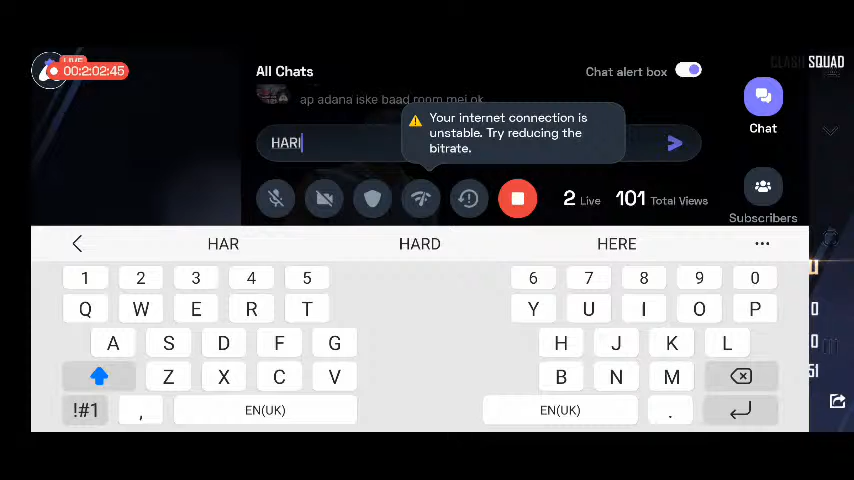 LIVE
00:2:02:45
All Chats
Chat alert box
CLASH SQUAD
ap adana iske baad room mei ok
Your internet connection is
unstable. Try reducing the
bitrate.
HARI
Chat
2 Live 101 Total Views
Subscribers
HAR HARD HERE
1 2 3 4 5 6 7 8 9 0
Q W E R T Y U I O P
A S D F G H J K L
Z X C V B N M
!#1 , EN(UK) EN(UK) .